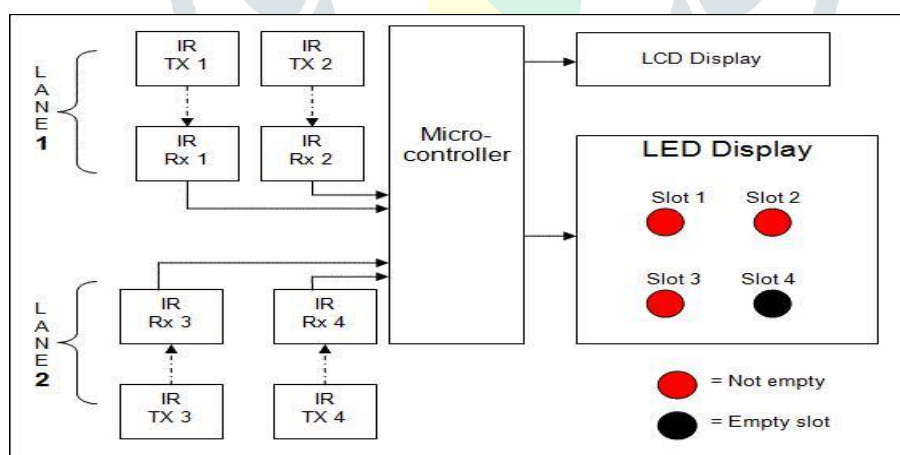 LANE 1
IR
TX 1
IR
TX 2
IR
Rx 1
IR
Rx 2
LANE 2
IR
Rx 3
IR
Rx 4
IR
TX 3
IR
TX 4
Micro-
controller
LCD Display
LED Display
Slot 1 Slot 2
Slot 3 Slot 4
= Not empty
= Empty slot